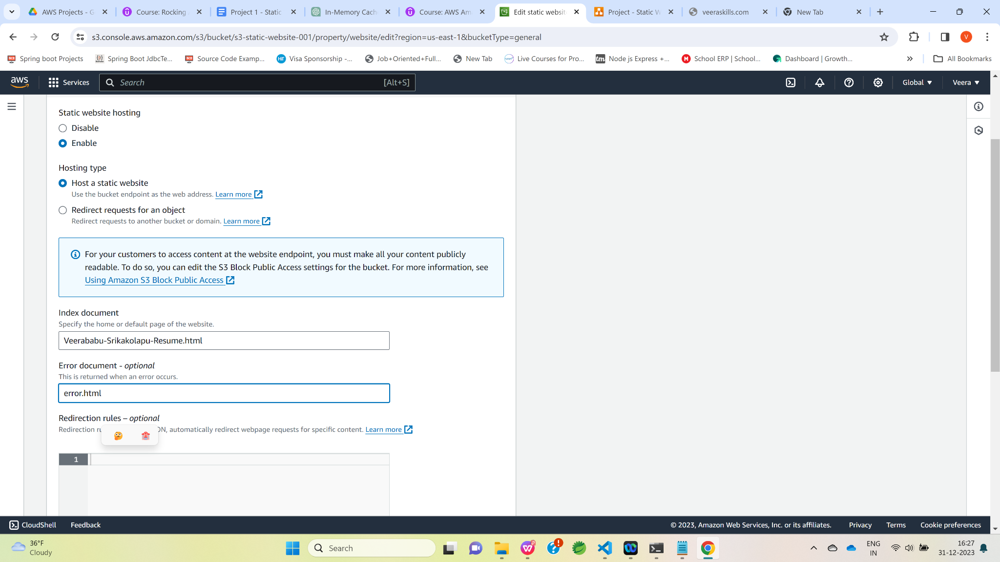 AWS Projects - G
Course: Rocking
Project 1 - Static
In-Memory Cach
Course: AWS Am
Edit static websit
Project - Static W
veeraskills.com
New Tab
s3.console.aws.amazon.com/s3/bucket/s3-static-website-001/property/website/edit?region=us-east-1&bucketType=general
V
Spring boot Projects
Spring Boot JdbcTe...
Source Code Examp...
Visa Sponsorship -...
Job+Oriented+Full...
New Tab
Live Courses for Pro...
Node js Express +...
School ERP | School...
Dashboard | Growth...
All Bookmarks
aws
Services
Search
[Alt+S]
Global
Veera
Static website hosting
Disable
Enable
Hosting type
Host a static website
Use the bucket endpoint as the web address. Learn more
Redirect requests for an object
Redirect requests to another bucket or domain. Learn more
For your customers to access content at the website endpoint, you must make all your content publicly
readable. To do so, you can edit the S3 Block Public Access settings for the bucket. For more information, see
Using Amazon S3 Block Public Access
Index document
Specify the home or default page of the website.
Veerababu-Srikakolapu-Resume.html
Error document - optional
This is returned when an error occurs.
error.html
Redirection rules – optional
Redirection ru ON, automatically redirect webpage requests for specific content. Learn more
1
CloudShell
Feedback
© 2023, Amazon Web Services, Inc. or its affiliates.
Privacy
Terms
Cookie preferences
36°F
Cloudy
Search
ENG
IN
16:27
31-12-2023